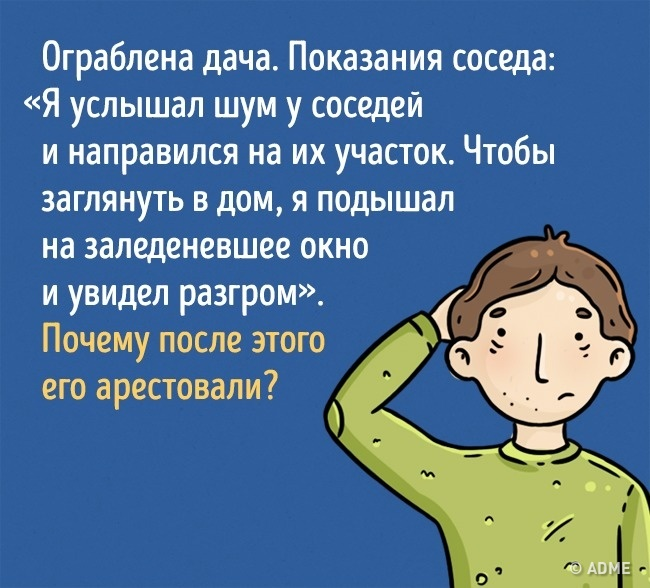 Ограблена дача. Показания соседа:
«Я услышал шум у соседей
и направился на их участок. Чтобы
заглянуть в дом, я подышал
на заледеневшее окно
и увидел разгром».
Почему после этого
его арестовали?
© ADME